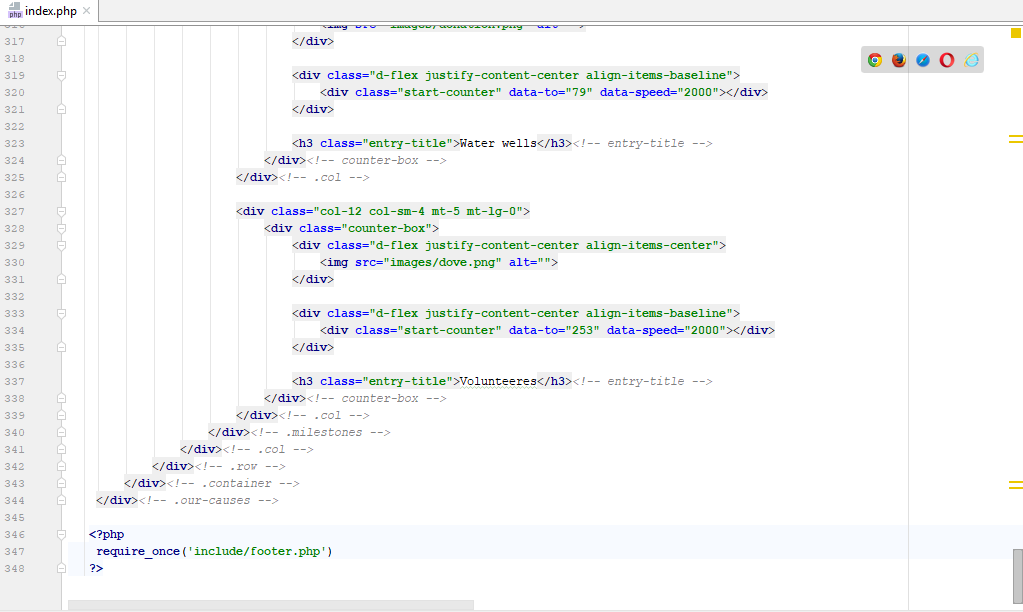 index.php
316 <img src="images/donation.png" alt="">
317 </div>
318
319 <div class="d-flex justify-content-center align-items-baseline">
320 <div class="start-counter" data-to="79" data-speed="2000"></div>
321 </div>
322
323 <h3 class="entry-title">Water wells</h3><!-- entry-title -->
324 </div><!-- counter-box -->
325 </div><!-- .col -->
326
327 <div class="col-12 col-sm-4 mt-5 mt-lg-0">
328 <div class="counter-box">
329 <div class="d-flex justify-content-center align-items-center">
330 <img src="images/dove.png" alt="">
331 </div>
332
333 <div class="d-flex justify-content-center align-items-baseline">
334 <div class="start-counter" data-to="253" data-speed="2000"></div>
335 </div>
336
337 <h3 class="entry-title">Volunteeres</h3><!-- entry-title -->
338 </div><!-- counter-box -->
339 </div><!-- .col -->
340 </div><!-- .milestones -->
341 </div><!-- .col -->
342 </div><!-- .row -->
343 </div><!-- .container -->
344 </div><!-- .our-causes -->
345
346 <?php
347 require_once('include/footer.php')
348 ?>